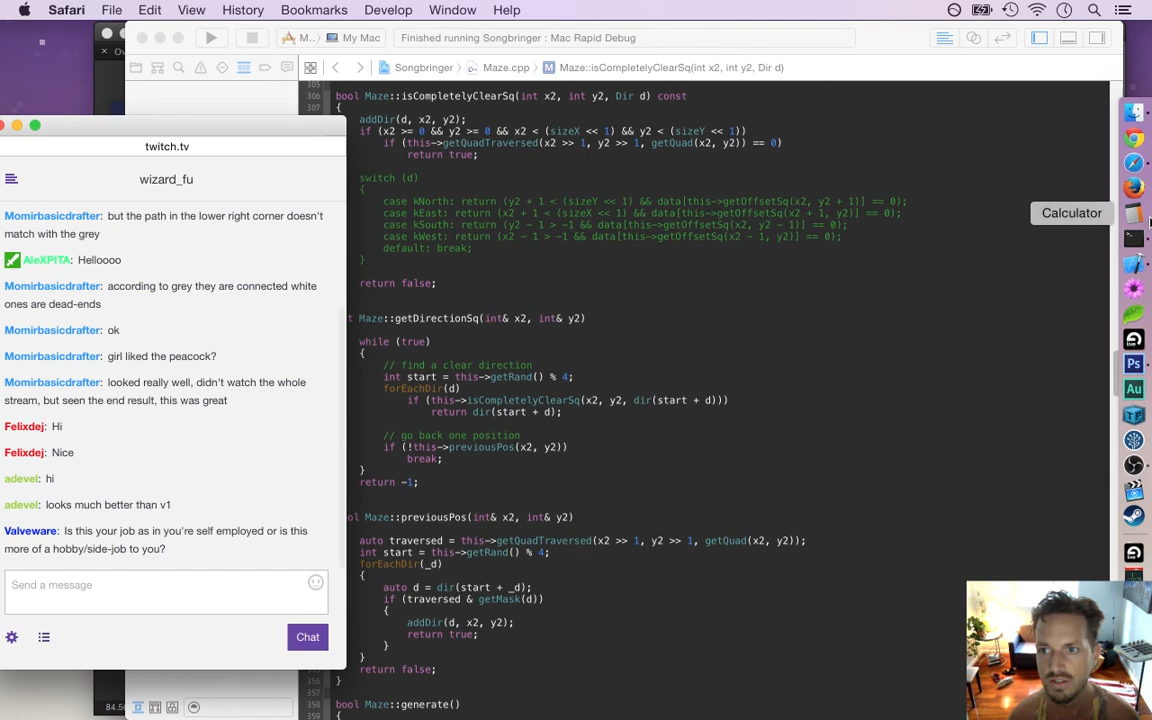 Safari File Edit View History Bookmarks Develop Window Help
M.. My Mac
Finished running Songbringer : Mac Rapid Debug
Songbringer Maze.cpp M Maze::isCompletelyClearSq(int x2, int y2, Dir d)
305
306 bool Maze::isCompletelyClearSq(int x2, int y2, Dir d) const
307 {
addDir(d, x2, y2);
if (x2 >= 0 && y2 >= 0 && x2 < (sizeX << 1) && y2 < (sizeY << 1))
if (this->getQuadTraversed(x2 >> 1, y2 >> 1, getQuad(x2, y2)) == 0)
return true;
switch (d)
{
case kNorth: return (y2 + 1 < (sizeY << 1) && data[this->getOffsetSq(x2, y2 + 1)] == 0);
case kEast: return (x2 + 1 < (sizeX << 1) && data[this->getOffsetSq(x2 + 1, y2)] == 0);
case kSouth: return (y2 - 1 > -1 && data[this->getOffsetSq(x2, y2 - 1)] == 0);
case kWest: return (x2 - 1 > -1 && data[this->getOffsetSq(x2 - 1, y2)] == 0);
default: break;
}
return false;
t Maze::getDirectionSq(int& x2, int& y2)
while (true)
{
// find a clear direction
int start = this->getRand() % 4;
forEachDir(d)
if (this->isCompletelyClearSq(x2, y2, dir(start + d)))
return dir(start + d);
// go back one position
if (!this->previousPos(x2, y2))
break;
}
return -1;
ol Maze::previousPos(int& x2, int& y2)
auto traversed = this->getQuadTraversed(x2 >> 1, y2 >> 1, getQuad(x2, y2));
int start = this->getRand() % 4;
forEachDir(_d)
{
auto d = dir(start + _d);
if (traversed & getMask(d))
{
addDir(d, x2, y2);
return true;
}
}
return false;
356 }
357
358 bool Maze::generate()
359 {
twitch.tv
wizard_fu
Momirbasicdrafter: but the path in the lower right corner doesn't
match with the grey
AleXPITA: Helloooo
Momirbasicdrafter: according to grey they are connected white
ones are dead-ends
Momirbasicdrafter: ok
Momirbasicdrafter: girl liked the peacock?
Momirbasicdrafter: looked really well, didn't watch the whole
stream, but seen the end result, this was great
Felixdej: Hi
Felixdej: Nice
adevel: hi
adevel: looks much better than v1
Valveware: Is this your job as in you're self employed or is this
more of a hobby/side-job to you?
Send a message
Chat
Calculator
live
Ps
Au
live
84.50